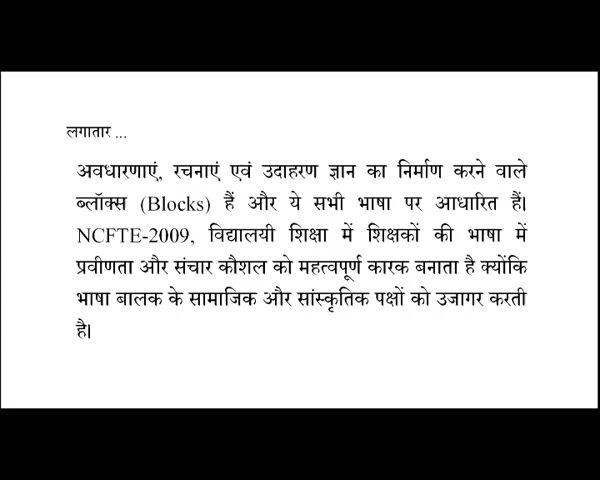 लगातार ...
अवधारणाएं, रचनाएं एवं उदाहरण ज्ञान का निर्माण करने वाले
ब्लॉक्स (Blocks) हैं और ये सभी भाषा पर आधारित हैं।
NCFTE-2009, विद्यालयी शिक्षा में शिक्षकों की भाषा में
प्रवीणता और संचार कौशल को महत्वपूर्ण कारक बनाता है क्योंकि
भाषा बालक के सामाजिक और सांस्कृतिक पक्षों को उजागर करती
है।